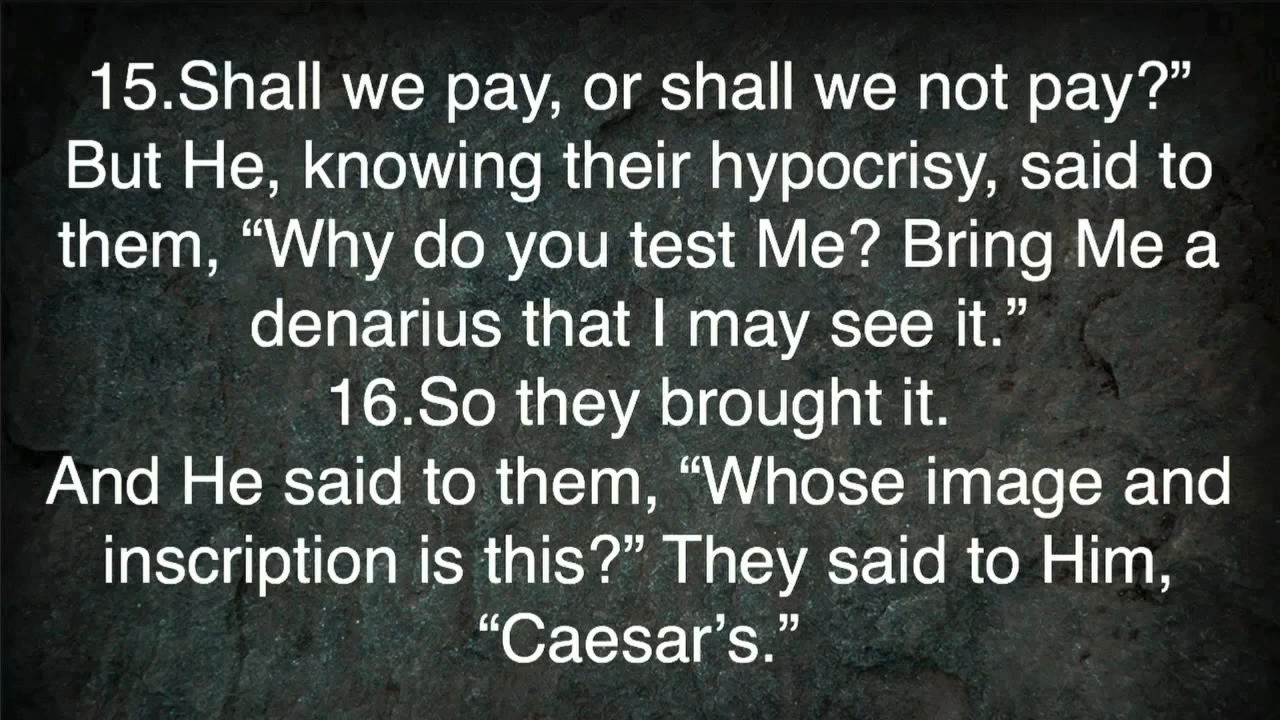 15.Shall we pay, or shall we not pay?”
But He, knowing their hypocrisy, said to
them, “Why do you test Me? Bring Me a
denarius that I may see it.”
16.So they brought it.
And He said to them, “Whose image and
inscription is this?” They said to Him,
“Caesar’s.”